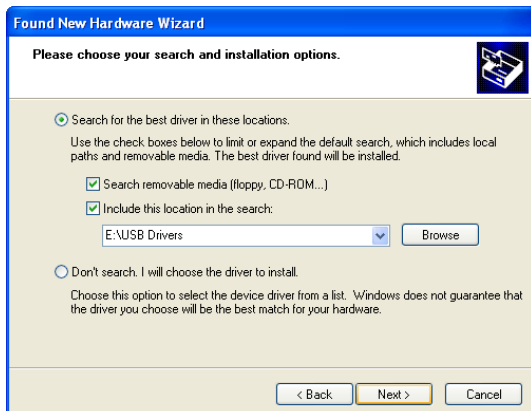 Found New Hardware Wizard
Please choose your search and installation options.
Search for the best driver in these locations.
Use the check boxes below to limit or expand the default search, which includes local
paths and removable media. The best driver found will be installed.
Search removable media (floppy, CD-ROM...)
Include this location in the search:
E:\USB Drivers
Browse
Don't search. I will choose the driver to install.
Choose this option to select the device driver from a list. Windows does not guarantee that
the driver you choose will be the best match for your hardware.
< Back
Next >
Cancel